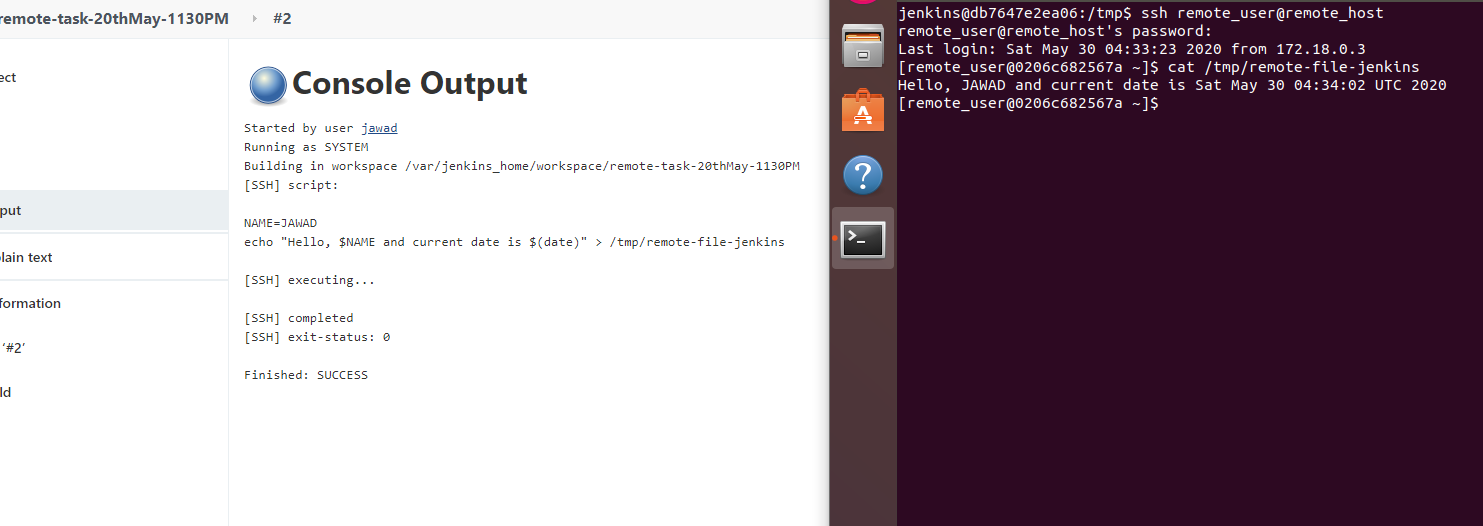 remote-task-20thMay-1130PM
#2
ect
put
lain text
formation
‘#2’
ld
Console Output
Started by user jawad
Running as SYSTEM
Building in workspace /var/jenkins_home/workspace/remote-task-20thMay-1130PM
[SSH] script:
NAME=JAWAD
echo "Hello, $NAME and current date is $(date)" > /tmp/remote-file-jenkins
[SSH] executing...
[SSH] completed
[SSH] exit-status: 0
Finished: SUCCESS
jenkins@db7647e2ea06:/tmp$ ssh remote_user@remote_host
remote_user@remote_host's password:
Last login: Sat May 30 04:33:23 2020 from 172.18.0.3
[remote_user@0206c682567a ~]$ cat /tmp/remote-file-jenkins
Hello, JAWAD and current date is Sat May 30 04:34:02 UTC 2020
[remote_user@0206c682567a ~]$